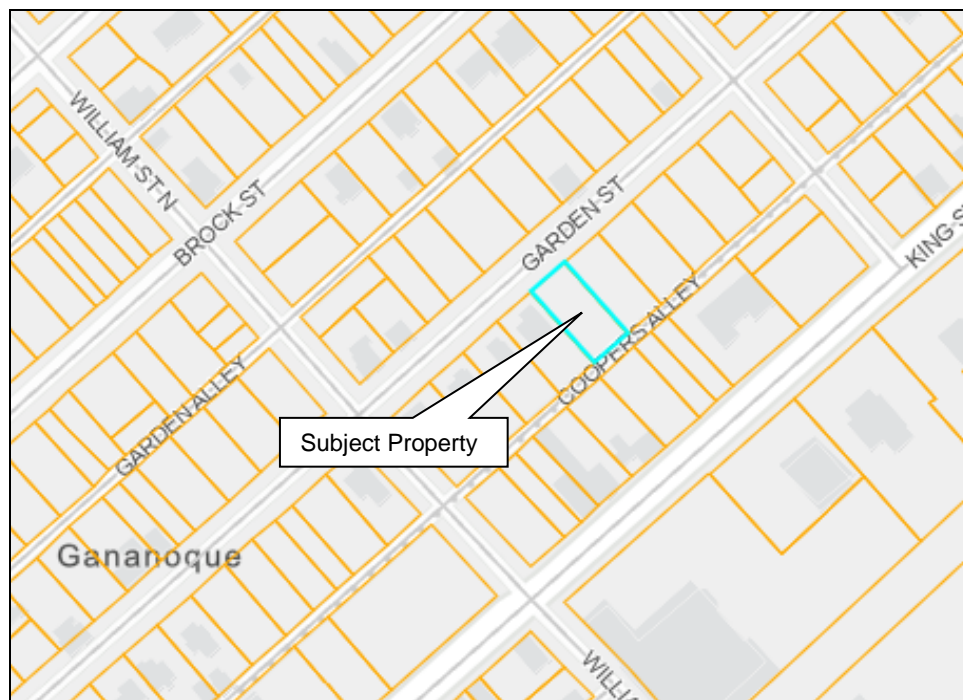 WILLIAM ST N
BROCK ST
GARDEN ST
KING S
COOPERS ALLEY
GARDEN ALLEY
Subject Property
Gananoque
WILLIA